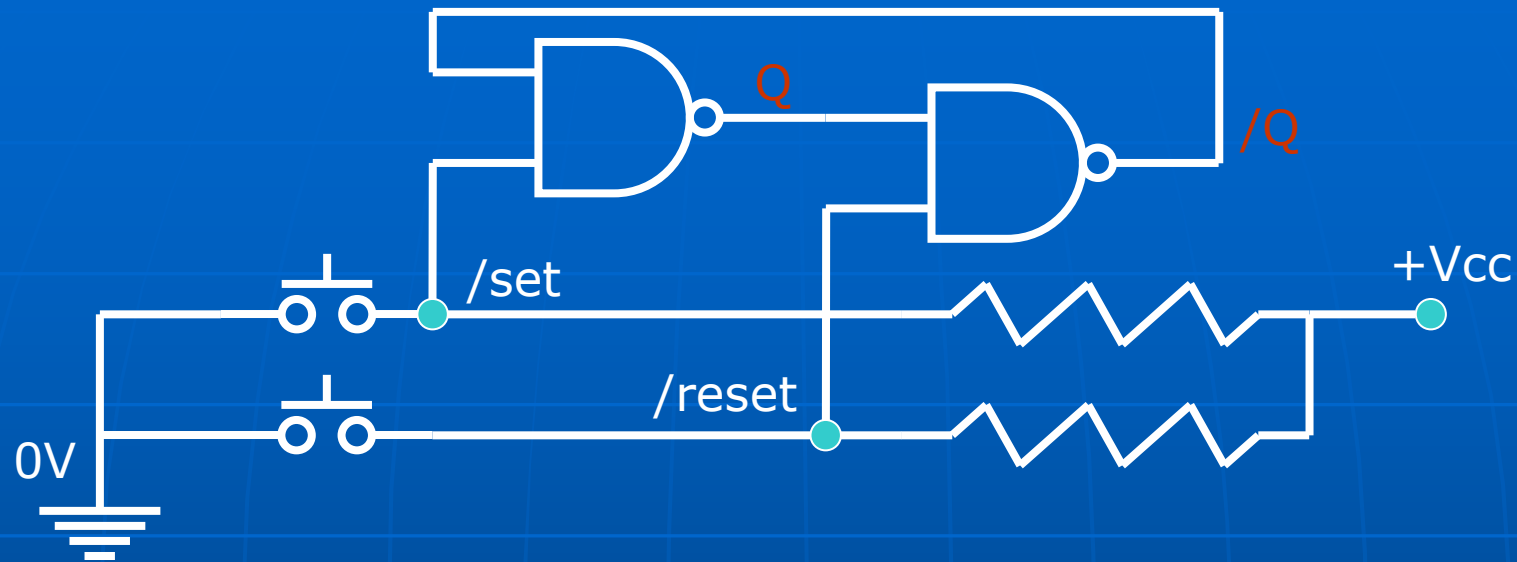 Q
/Q
/set
+Vcc
/reset
0V